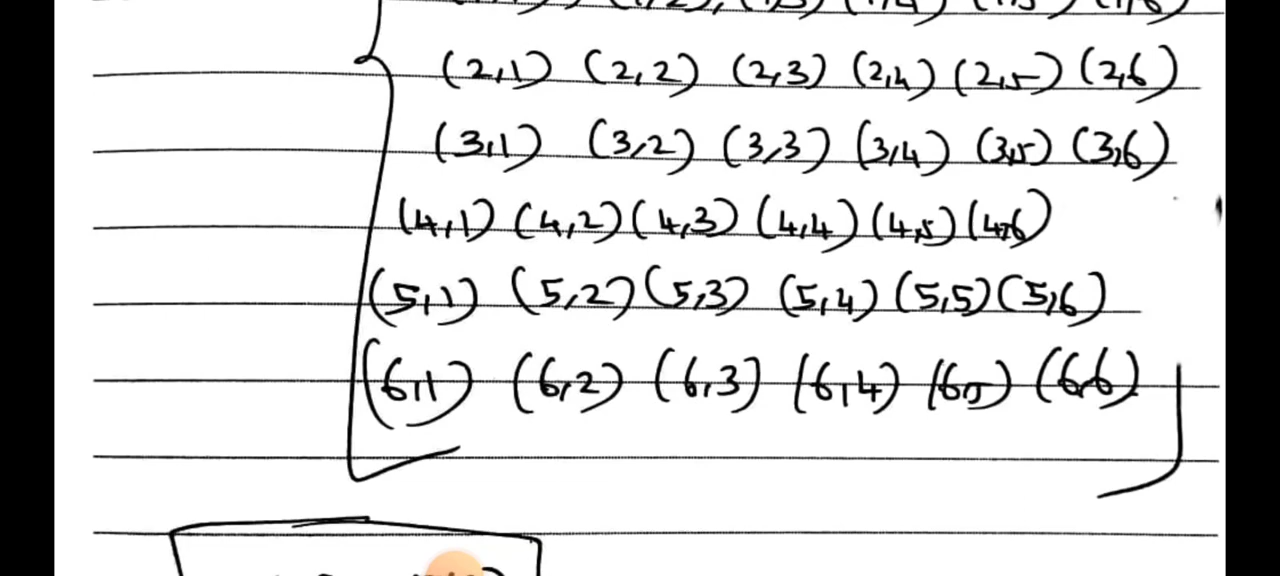 (2,1) (2,2) (2,3) (2,4) (2,5) (2,6)
(3,1) (3,2) (3,3) (3,4) (3,5) (3,6)
(4,1) (4,2) (4,3) (4,4) (4,5) (4,6)
(5,1) (5,2) (5,3) (5,4) (5,5) (5,6)
(6,1) (6,2) (6,3) (6,4) (6,5) (6,6)